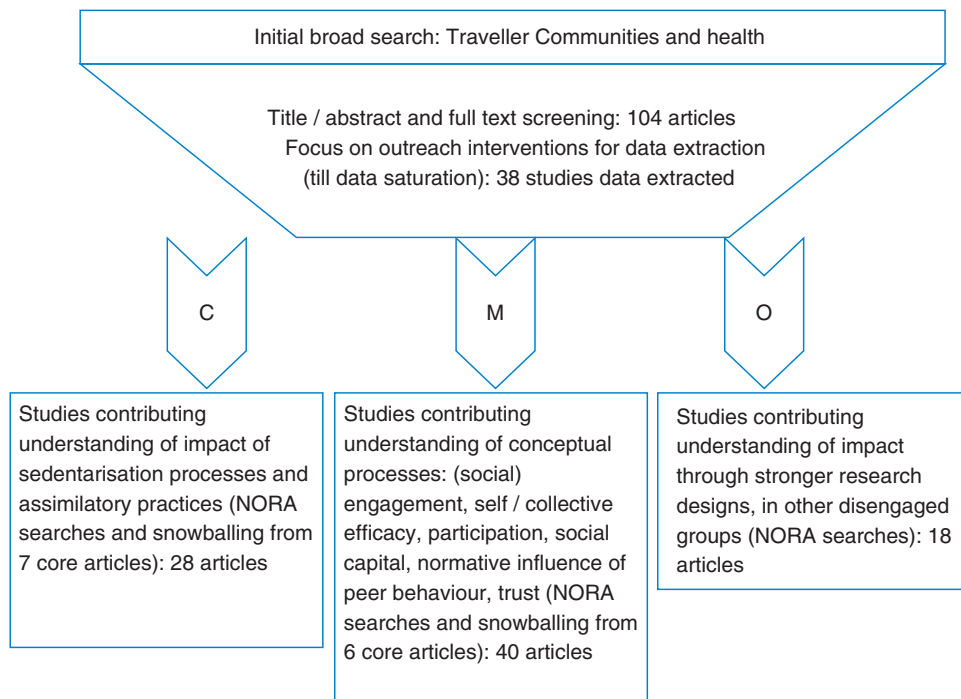 Initial broad search: Traveller Communities and health
Title / abstract and full text screening: 104 articles
Focus on outreach interventions for data extraction
(till data saturation): 38 studies data extracted
C
M
O
Studies contributing
understanding of impact of
sedentarisation processes and
assimilatory practices (NORA
searches and snowballing from
7 core articles): 28 articles
Studies contributing
understanding of conceptual
processes: (social)
engagement, self / collective
efficacy, participation, social
capital, normative influence of
peer behaviour, trust (NORA
searches and snowballing from
6 core articles): 40 articles
Studies contributing
understanding of impact
through stronger research
designs, in other disengaged
groups (NORA searches): 18
articles